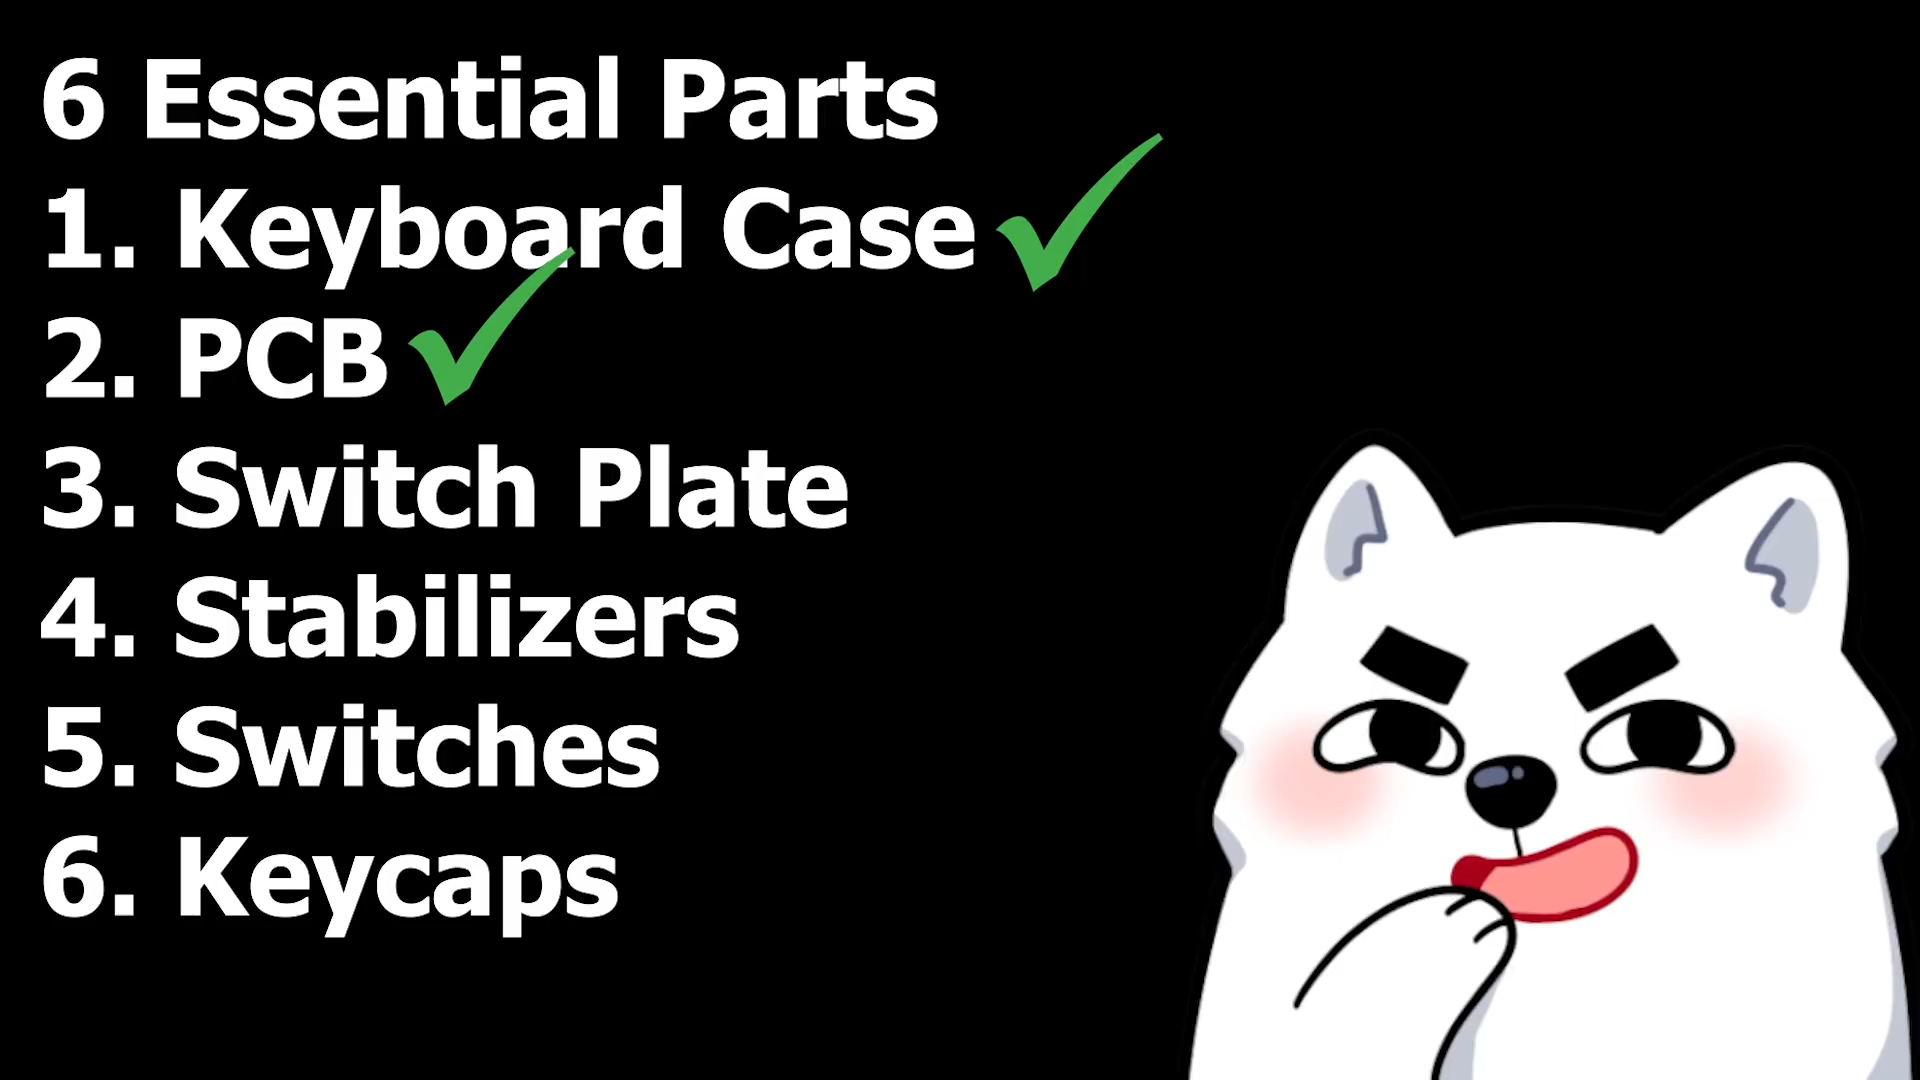 6 Essential Parts
1. Keyboard Case
2. PCB
3. Switch Plate
4. Stabilizers
5. Switches
6. Keycaps